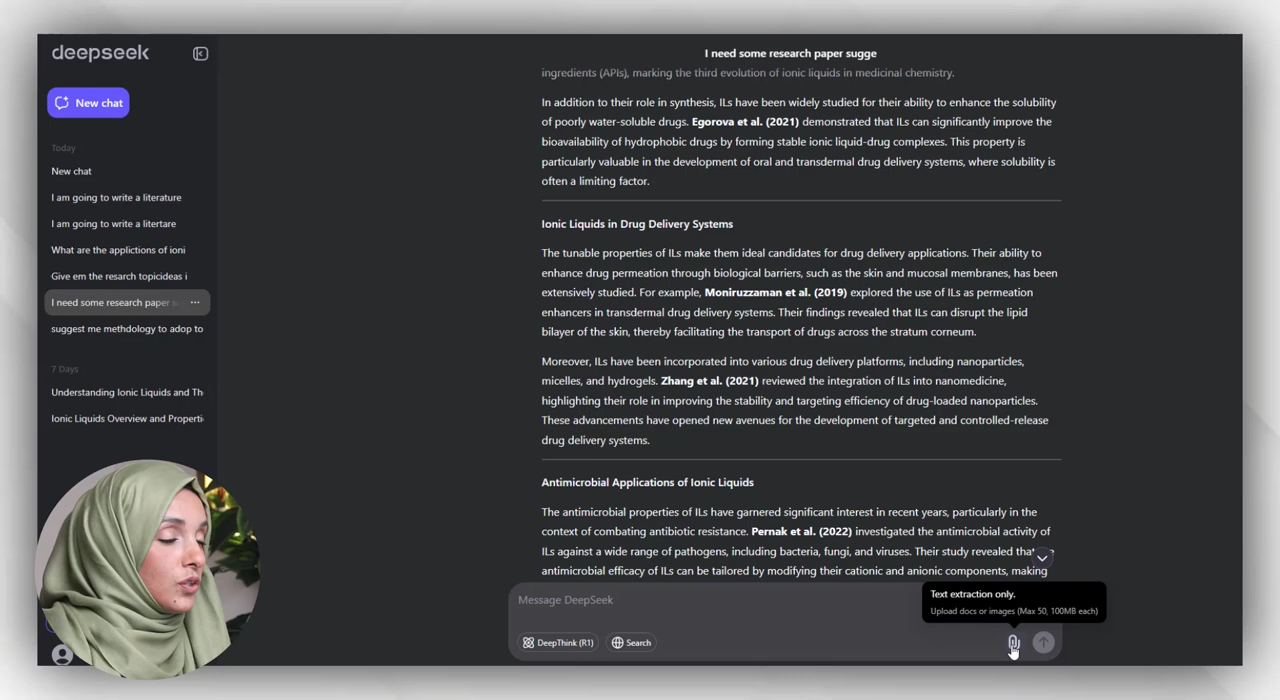 deepseek
New chat
Today
New chat
I am going to write a literature
I am going to write a litertare
What are the applictions of ioni
Give em the resarch topicideas i
I need some research paper s
suggest me methdology to adop to
7 Days
Understanding Ionic Liquids and Th
Ionic Liquids Overview and Properti
I need some research paper sugge
ingredients (APIs), marking the third evolution of ionic liquids in medicinal chemistry.
In addition to their role in synthesis, ILs have been widely studied for their ability to enhance the solubility
of poorly water-soluble drugs. Egorova et al. (2021) demonstrated that ILs can significantly improve the
bioavailability of hydrophobic drugs by forming stable ionic liquid-drug complexes. This property is
particularly valuable in the development of oral and transdermal drug delivery systems, where solubility is
often a limiting factor.
Ionic Liquids in Drug Delivery Systems
The tunable properties of ILs make them ideal candidates for drug delivery applications. Their ability to
enhance drug permeation through biological barriers, such as the skin and mucosal membranes, has been
extensively studied. For example, Moniruzzaman et al. (2019) explored the use of ILs as permeation
enhancers in transdermal drug delivery systems. Their findings revealed that ILs can disrupt the lipid
bilayer of the skin, thereby facilitating the transport of drugs across the stratum corneum.
Moreover, ILs have been incorporated into various drug delivery platforms, including nanoparticles,
micelles, and hydrogels. Zhang et al. (2021) reviewed the integration of ILs into nanomedicine,
highlighting their role in improving the stability and targeting efficiency of drug-loaded nanoparticles.
These advancements have opened new avenues for the development of targeted and controlled-release
drug delivery systems.
Antimicrobial Applications of Ionic Liquids
The antimicrobial properties of ILs have garnered significant interest in recent years, particularly in the
context of combating antibiotic resistance. Pernak et al. (2022) investigated the antimicrobial activity of
ILs against a wide range of pathogens, including bacteria, fungi, and viruses. Their study revealed that
antimicrobial efficacy of ILs can be tailored by modifying their cationic and anionic components, making
Text extraction only.
Upload docs or images (Max 50, 100MB each)
Message DeepSeek
DeepThink (R1)
Search